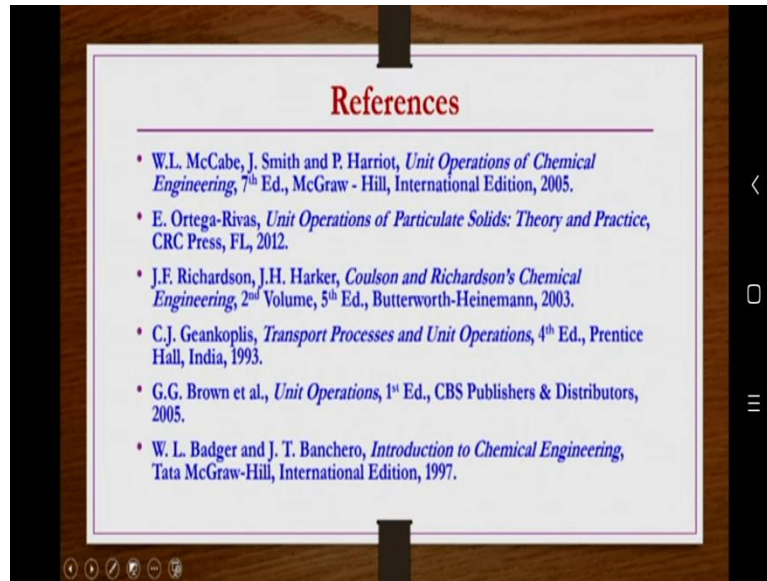 References
• W.L. McCabe, J. Smith and P. Harriot, Unit Operations of Chemical
Engineering, 7th Ed., McGraw - Hill, International Edition, 2005.
• E. Ortega-Rivas, Unit Operations of Particulate Solids: Theory and Practice,
CRC Press, FL, 2012.
• J.F. Richardson, J.H. Harker, Coulson and Richardson's Chemical
Engineering, 2nd Volume, 5th Ed., Butterworth-Heinemann, 2003.
• C.J. Geankoplis, Transport Processes and Unit Operations, 4th Ed., Prentice
Hall, India, 1993.
• G.G. Brown et al., Unit Operations, 1st Ed., CBS Publishers & Distributors,
2005.
• W. L. Badger and J. T. Banchero, Introduction to Chemical Engineering,
Tata McGraw-Hill, International Edition, 1997.